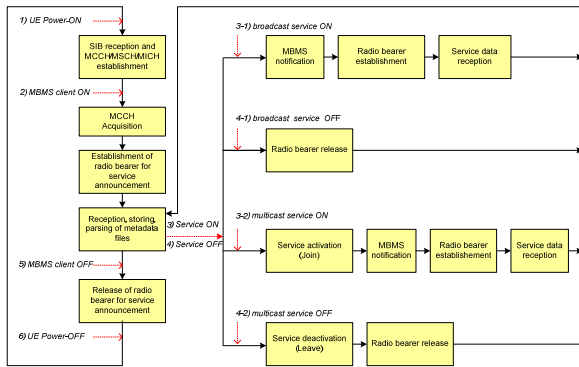 1) UE Power-ON
SIB reception and
MCCH/MSCH/MICH
establishment
2) MBMS client ON
MCCH
Acquisition
Establishment of
radio bearer for
service
announcement
Reception, storing,
parsing of metadata
files
3) Service ON
4) Service OFF
5) MBMS client OFF
Release of radio
bearer for service
announcement
6) UE Power-OFF
3-1) broadcast service ON
MBMS
notification
Radio bearer
establishment
Service data
reception
4-1) broadcast service OFF
Radio bearer release
3-2) multicast service ON
Service activation
(Join)
MBMS
notification
Radio bearer
establishement
Service data
reception
4-2) multicast service OFF
Service deactivation
(Leave)
Radio bearer release